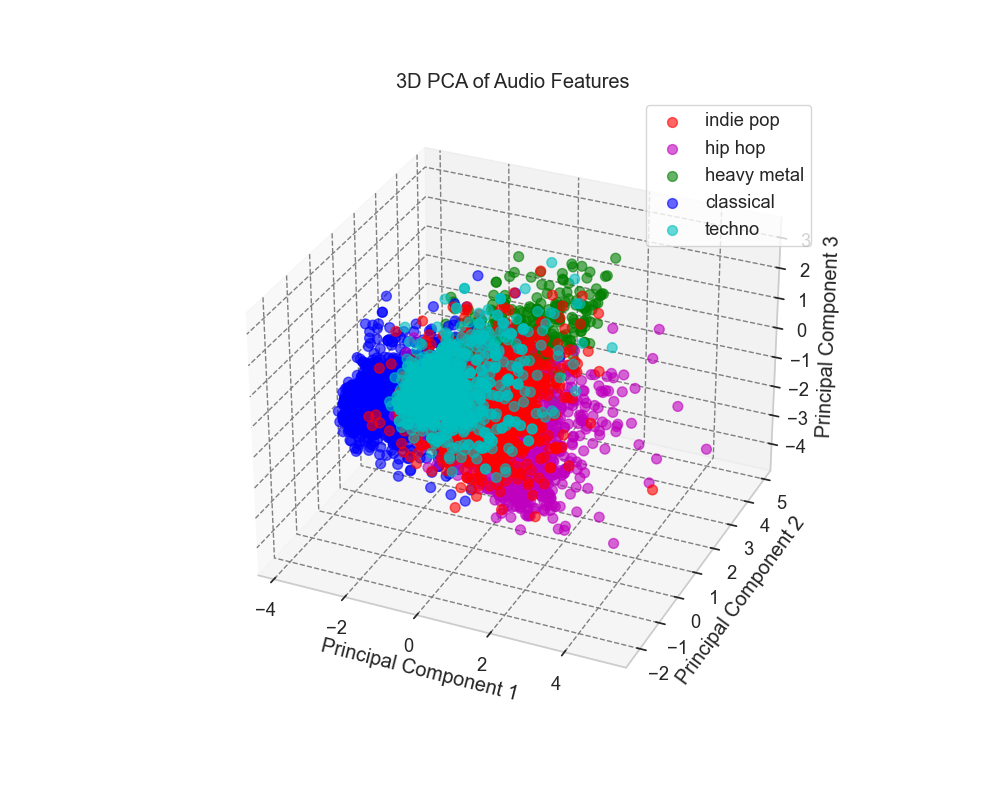 3D PCA of Audio Features
indie pop
hip hop
heavy metal
classical
techno
3
2
1
0
−1
−2
−3
−4
Principal Component 3
5
4
3
2
1
0
−1
−2
Principal Component 2
−4
−2
0
2
4
Principal Component 1